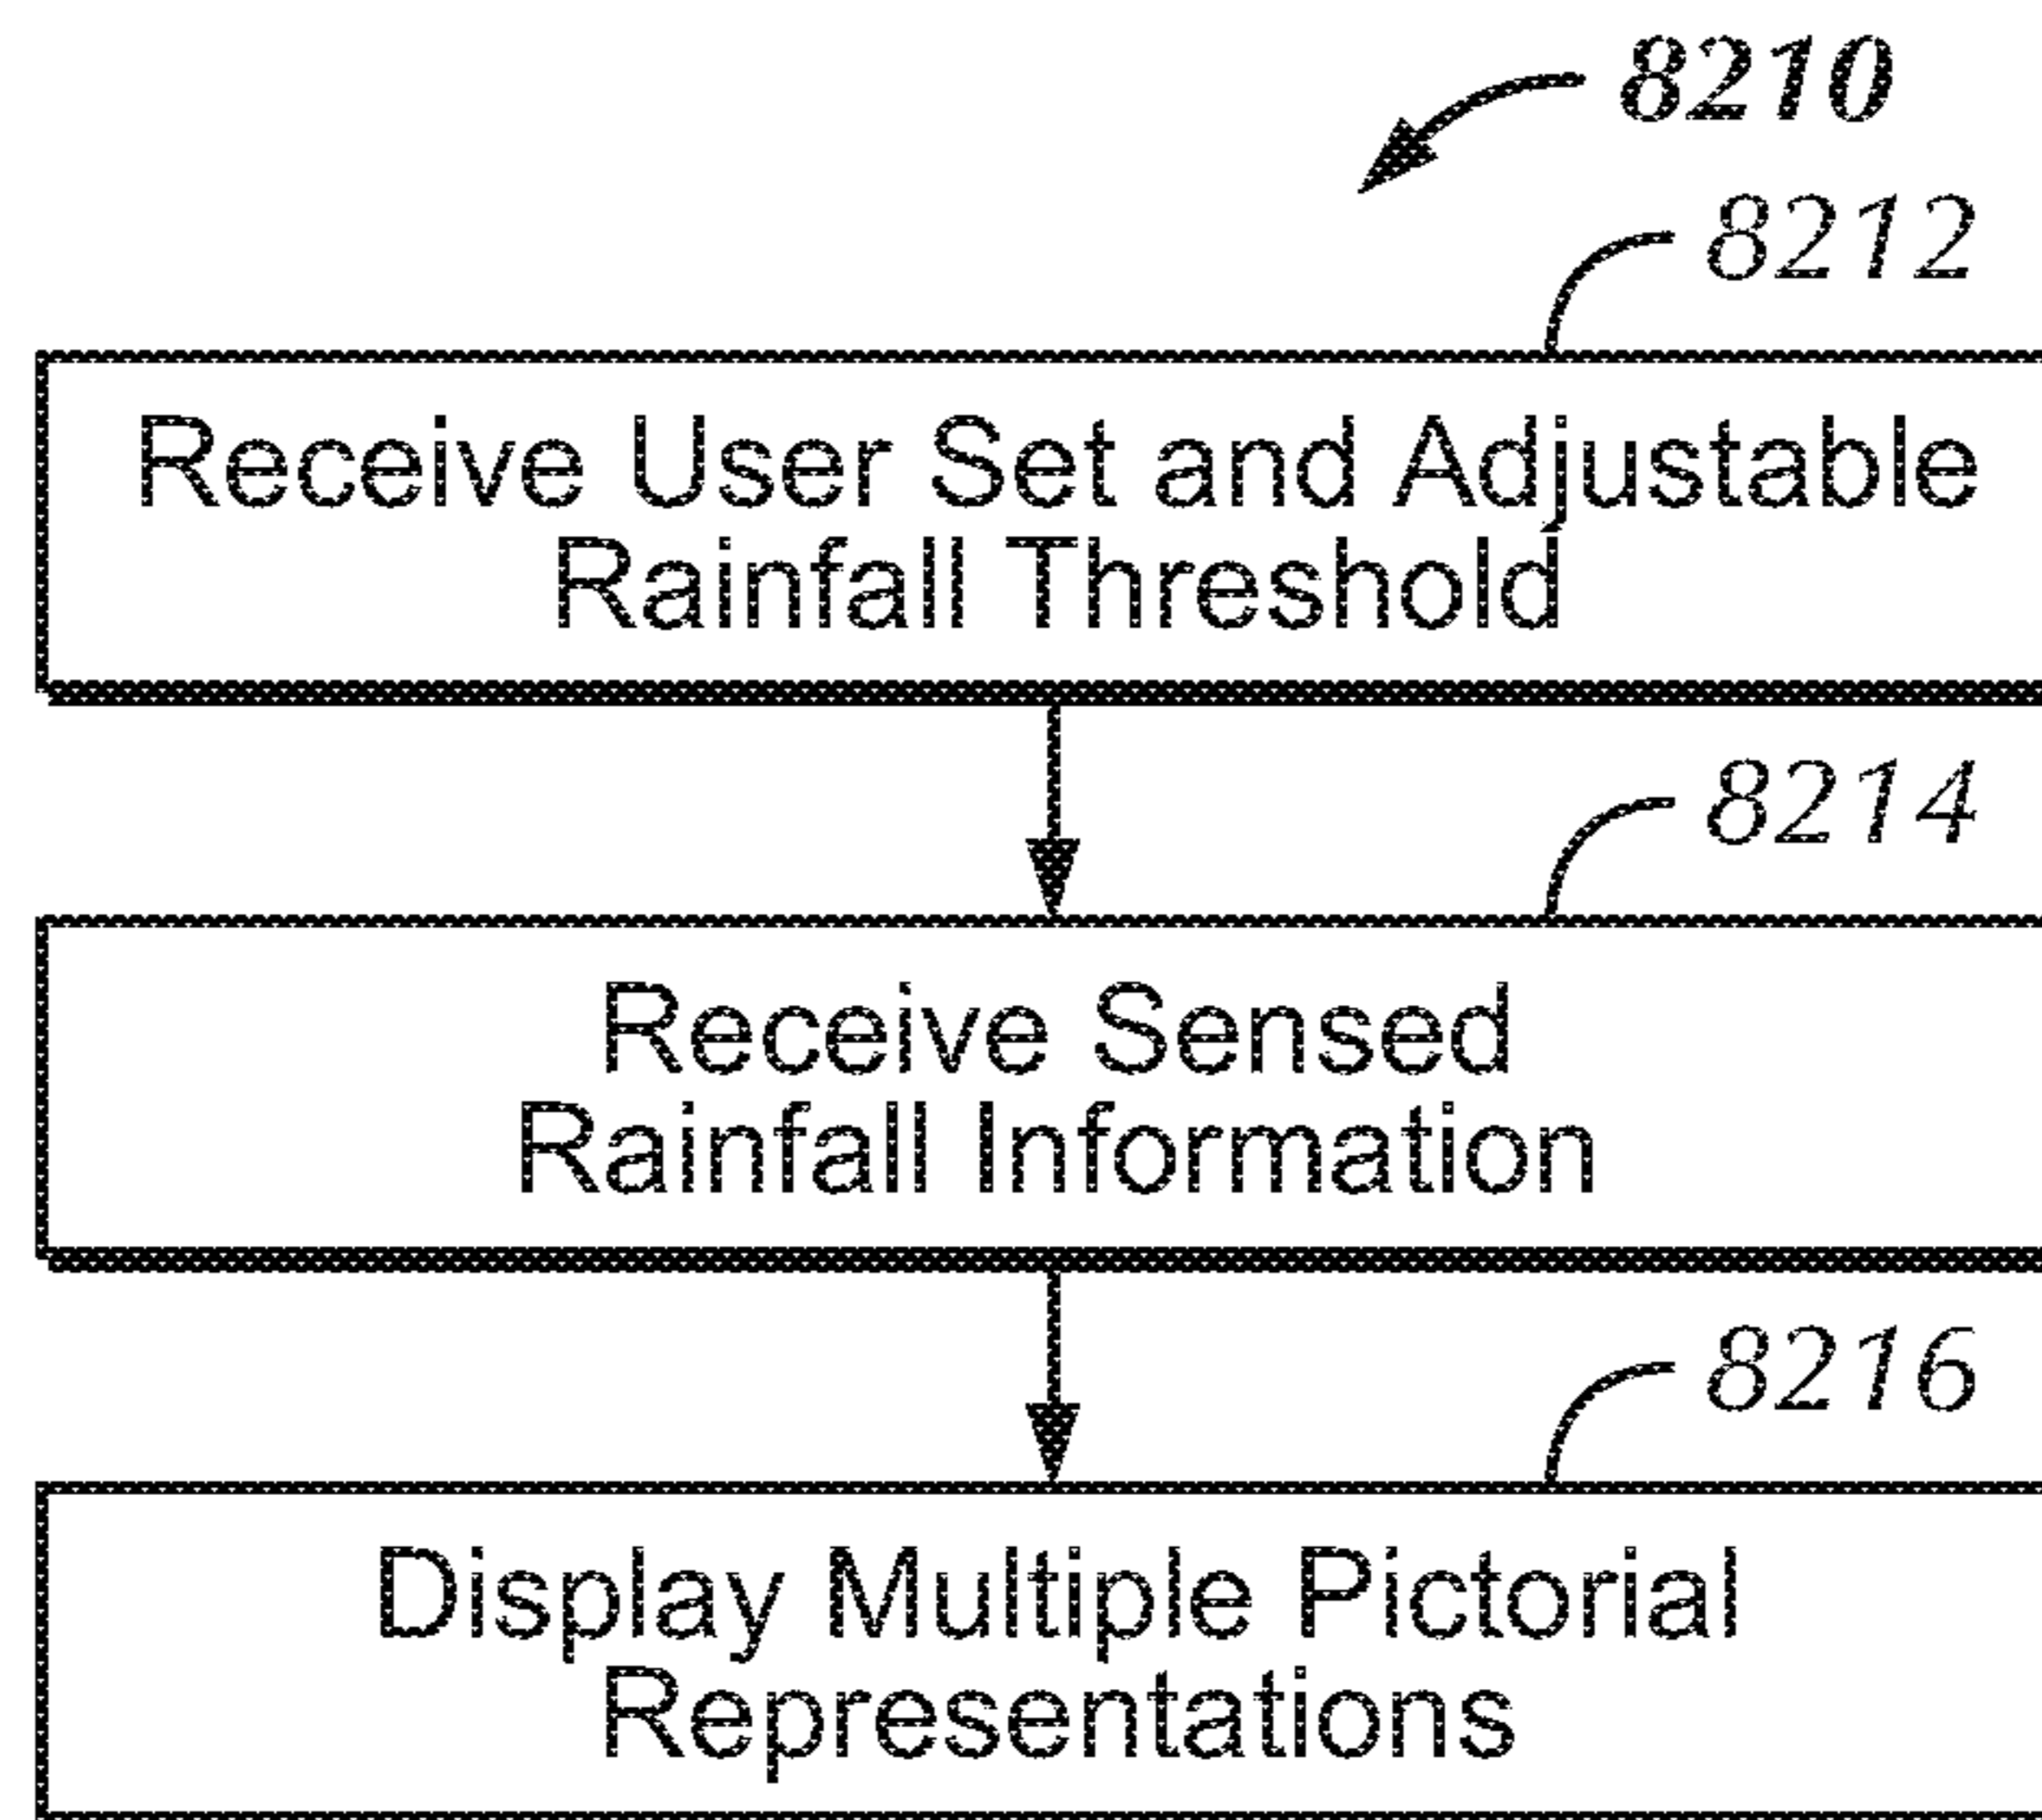 8210
8212
Receive User Set and Adjustable
Rainfall Threshold
8214
Receive Sensed
Rainfall Information
8216
Display Multiple Pictorial
Representations